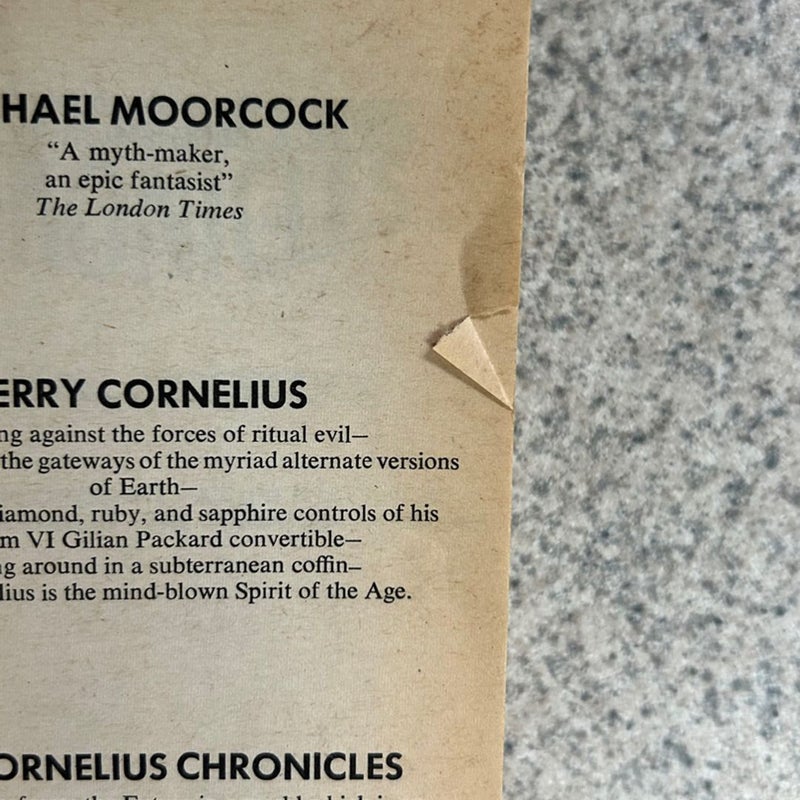 HAEL MOORCOCK
“A myth-maker,
an epic fantasist”
The London Times
ERRY CORNELIUS
ng against the forces of ritual evil—
the gateways of the myriad alternate versions
of Earth—
iamond, ruby, and sapphire controls of his
m VI Gilian Packard convertible—
g around in a subterranean coffin—
lius is the mind-blown Spirit of the Age.
ORNELIUS CHRONICLES